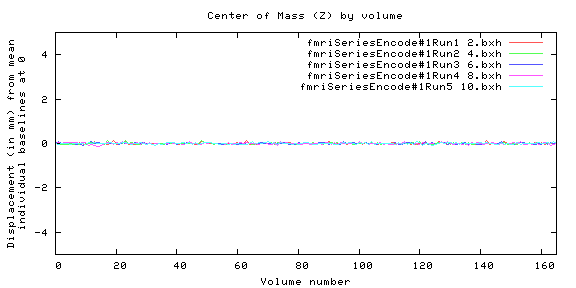 Center of Mass (Z) by volume
fmriSeriesEncode#1Run1 2.bxh
fmriSeriesEncode#1Run2 4.bxh
fmriSeriesEncode#1Run3 6.bxh
fmriSeriesEncode#1Run4 8.bxh
fmriSeriesEncode#1Run5 10.bxh
Displacement (in mm) from mean
individual baselines at 0
4
2
0
-2
-4
0 20 40 60 80 100 120 140 160
Volume number